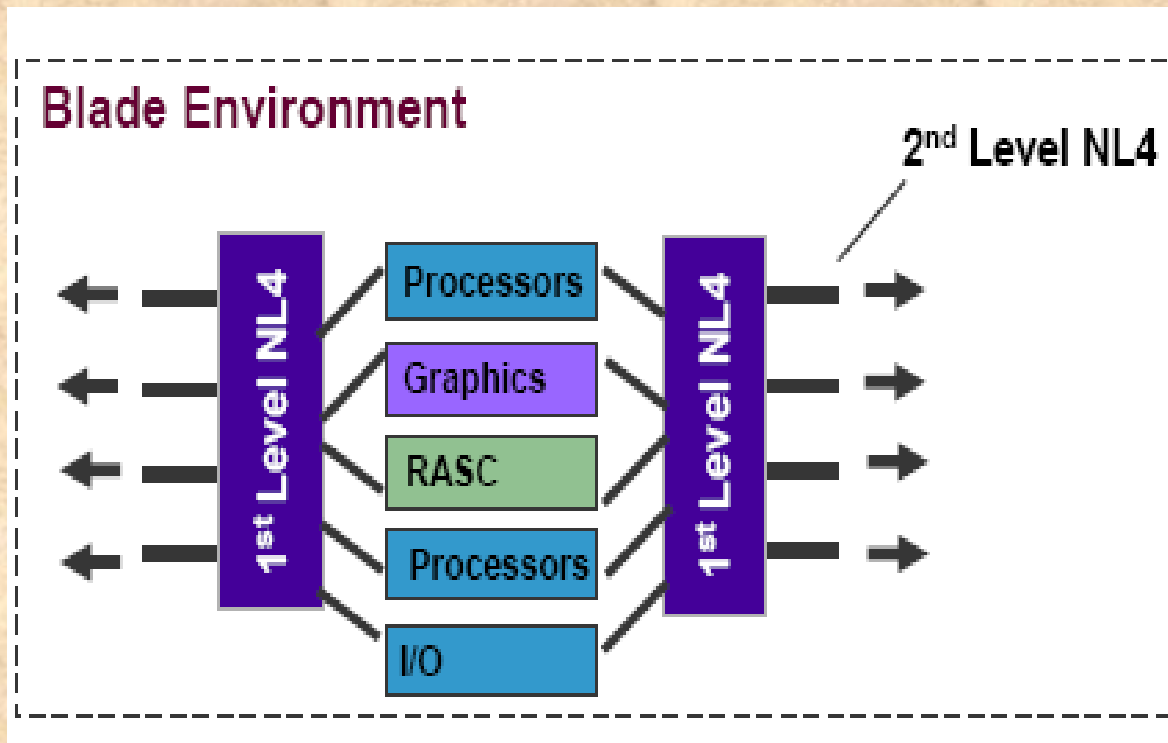 Blade Environment
2nd Level NL4
1st Level NL4
Processors
Graphics
RASC
Processors
I/O
1st Level NL4